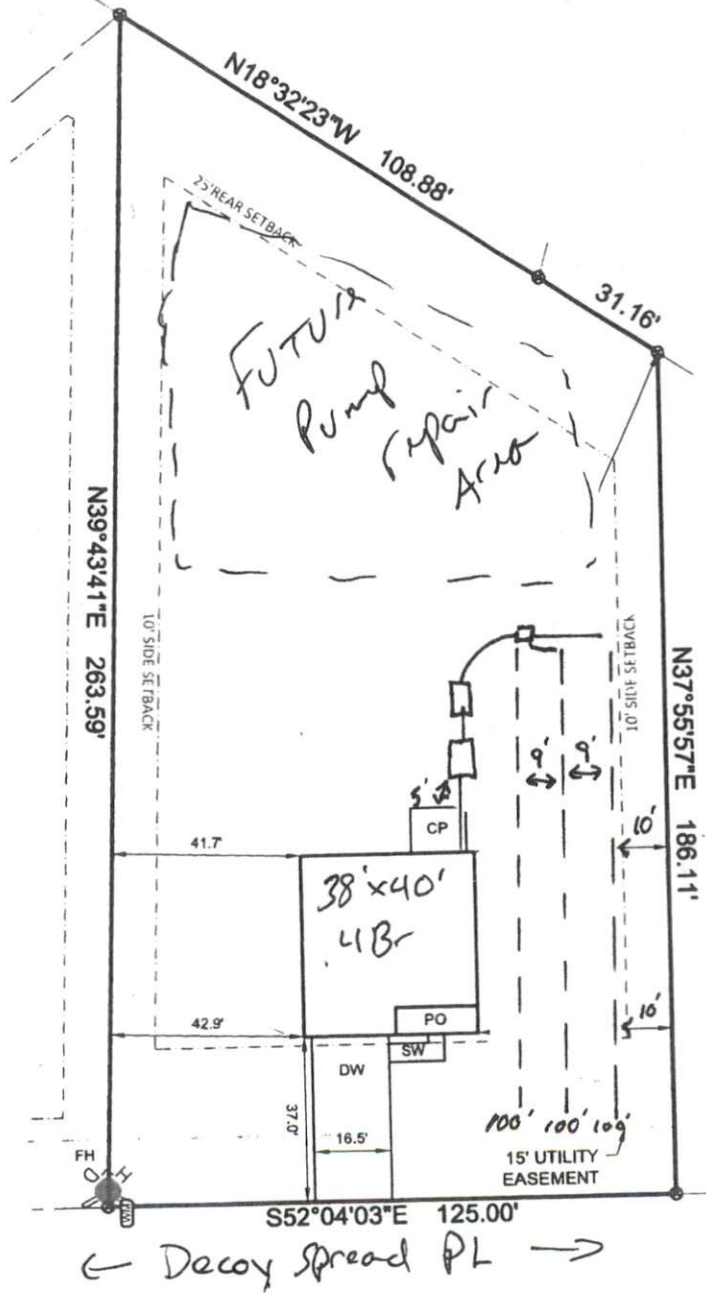 N18°32'23"W 108.88'
31.16'
25' REAR SETBACK
Future
Pump
repair
Area
N39°43'41"E 263.59'
10' SIDE SETBACK
10' SIDE SETBACK
N37°55'57"E 186.11'
9' 9'
5'
CP
10'
41.7'
38'x40'
4 Br
PO
42.9'
10'
SW
DW
37.0'
16.5'
100' 100' 100'
15' UTILITY
EASEMENT
FH
S52°04'03"E 125.00'
← Decoy Spread PL →